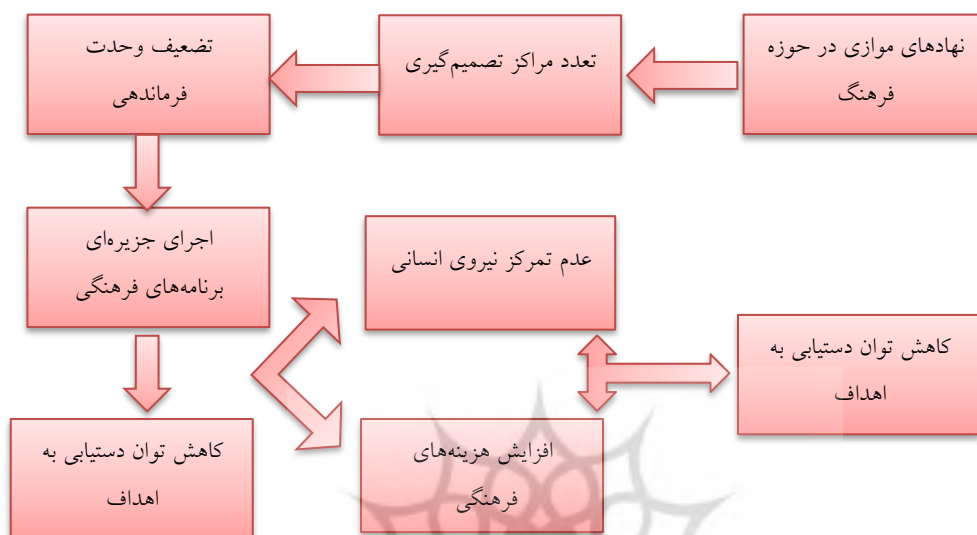 نهادهای موازی در حوزه
فرهنگ
تعدد مراکز تصمیم‌گیری
تضعیف وحدت
فرماندهی
اجرای جزیره‌ای
برنامه‌های فرهنگی
عدم تمرکز نیروی انسانی
کاهش توان دستیابی به
اهداف
افزایش هزینه‌های
فرهنگی
کاهش توان دستیابی به
اهداف